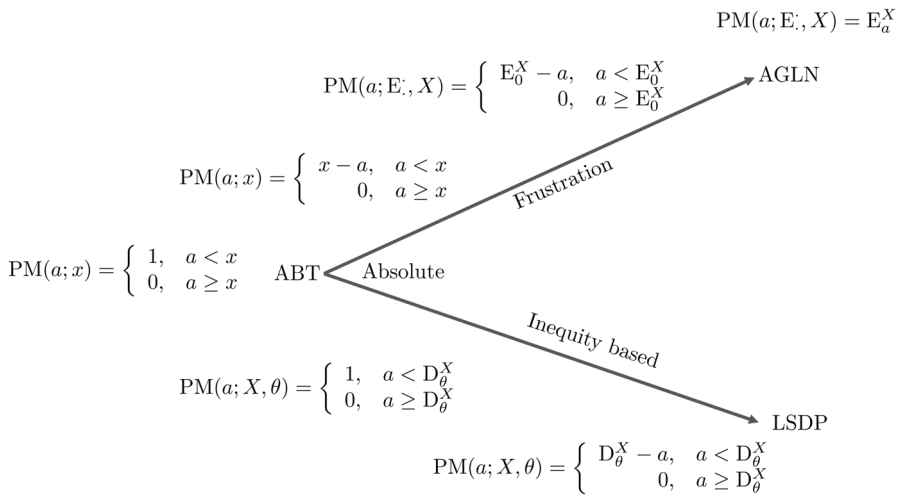 PM(a; E:, X) = E_a^X
PM(a; E:, X) = { E_0^X − a, a < E_0^X
0, a ≥ E_0^X
AGLN
PM(a; x) = { x − a, a < x
0, a ≥ x
Frustration
PM(a; x) = { 1, a < x
0, a ≥ x
ABT
Absolute
Inequity based
PM(a; X, θ) = { 1, a < D_θ^X
0, a ≥ D_θ^X
LSDP
PM(a; X, θ) = { D_θ^X − a, a < D_θ^X
0, a ≥ D_θ^X